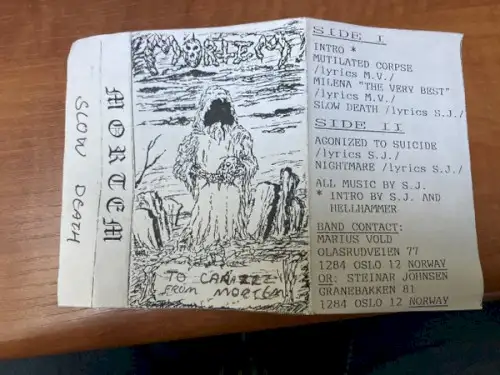 SLOW DEATH
MORTEM
MORTEM
TO CARIZZZ
FROM MORTEM
SIDE I
INTRO *
MUTILATED CORPSE
/lyrics M.V./
MILENA "THE VERY BEST"
/lyrics M.V./
SLOW DEATH /lyrics S.J./
SIDE II
AGONIZED TO SUICIDE
/lyrics S.J./
NIGHTMARE /lyrics S.J./
ALL MUSIC BY S.J.
* INTRO BY S.J. AND
HELLHAMMER
BAND CONTACT:
MARIUS VOLD
OLASRUDVEIEN 77
1284 OSLO 12 NORWAY
OR: STEINAR JOHNSEN
GRANEBAKKEN 81
1284 OSLO 12 NORWAY